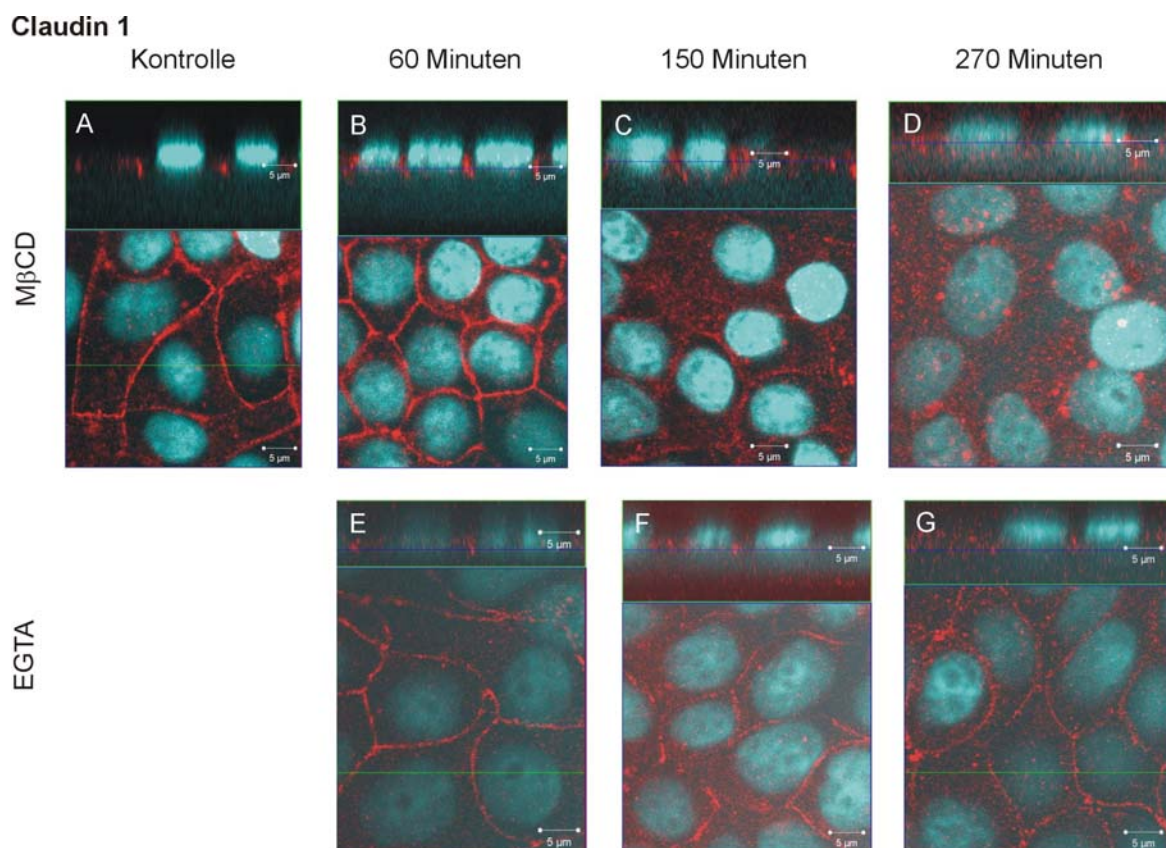 Claudin 1
Kontrolle 60 Minuten 150 Minuten 270 Minuten
MβCD
A
5 µm
5 µm
B
5 µm
5 µm
C
5 µm
5 µm
D
5 µm
5 µm
EGTA
E
5 µm
5 µm
F
5 µm
5 µm
G
5 µm
5 µm